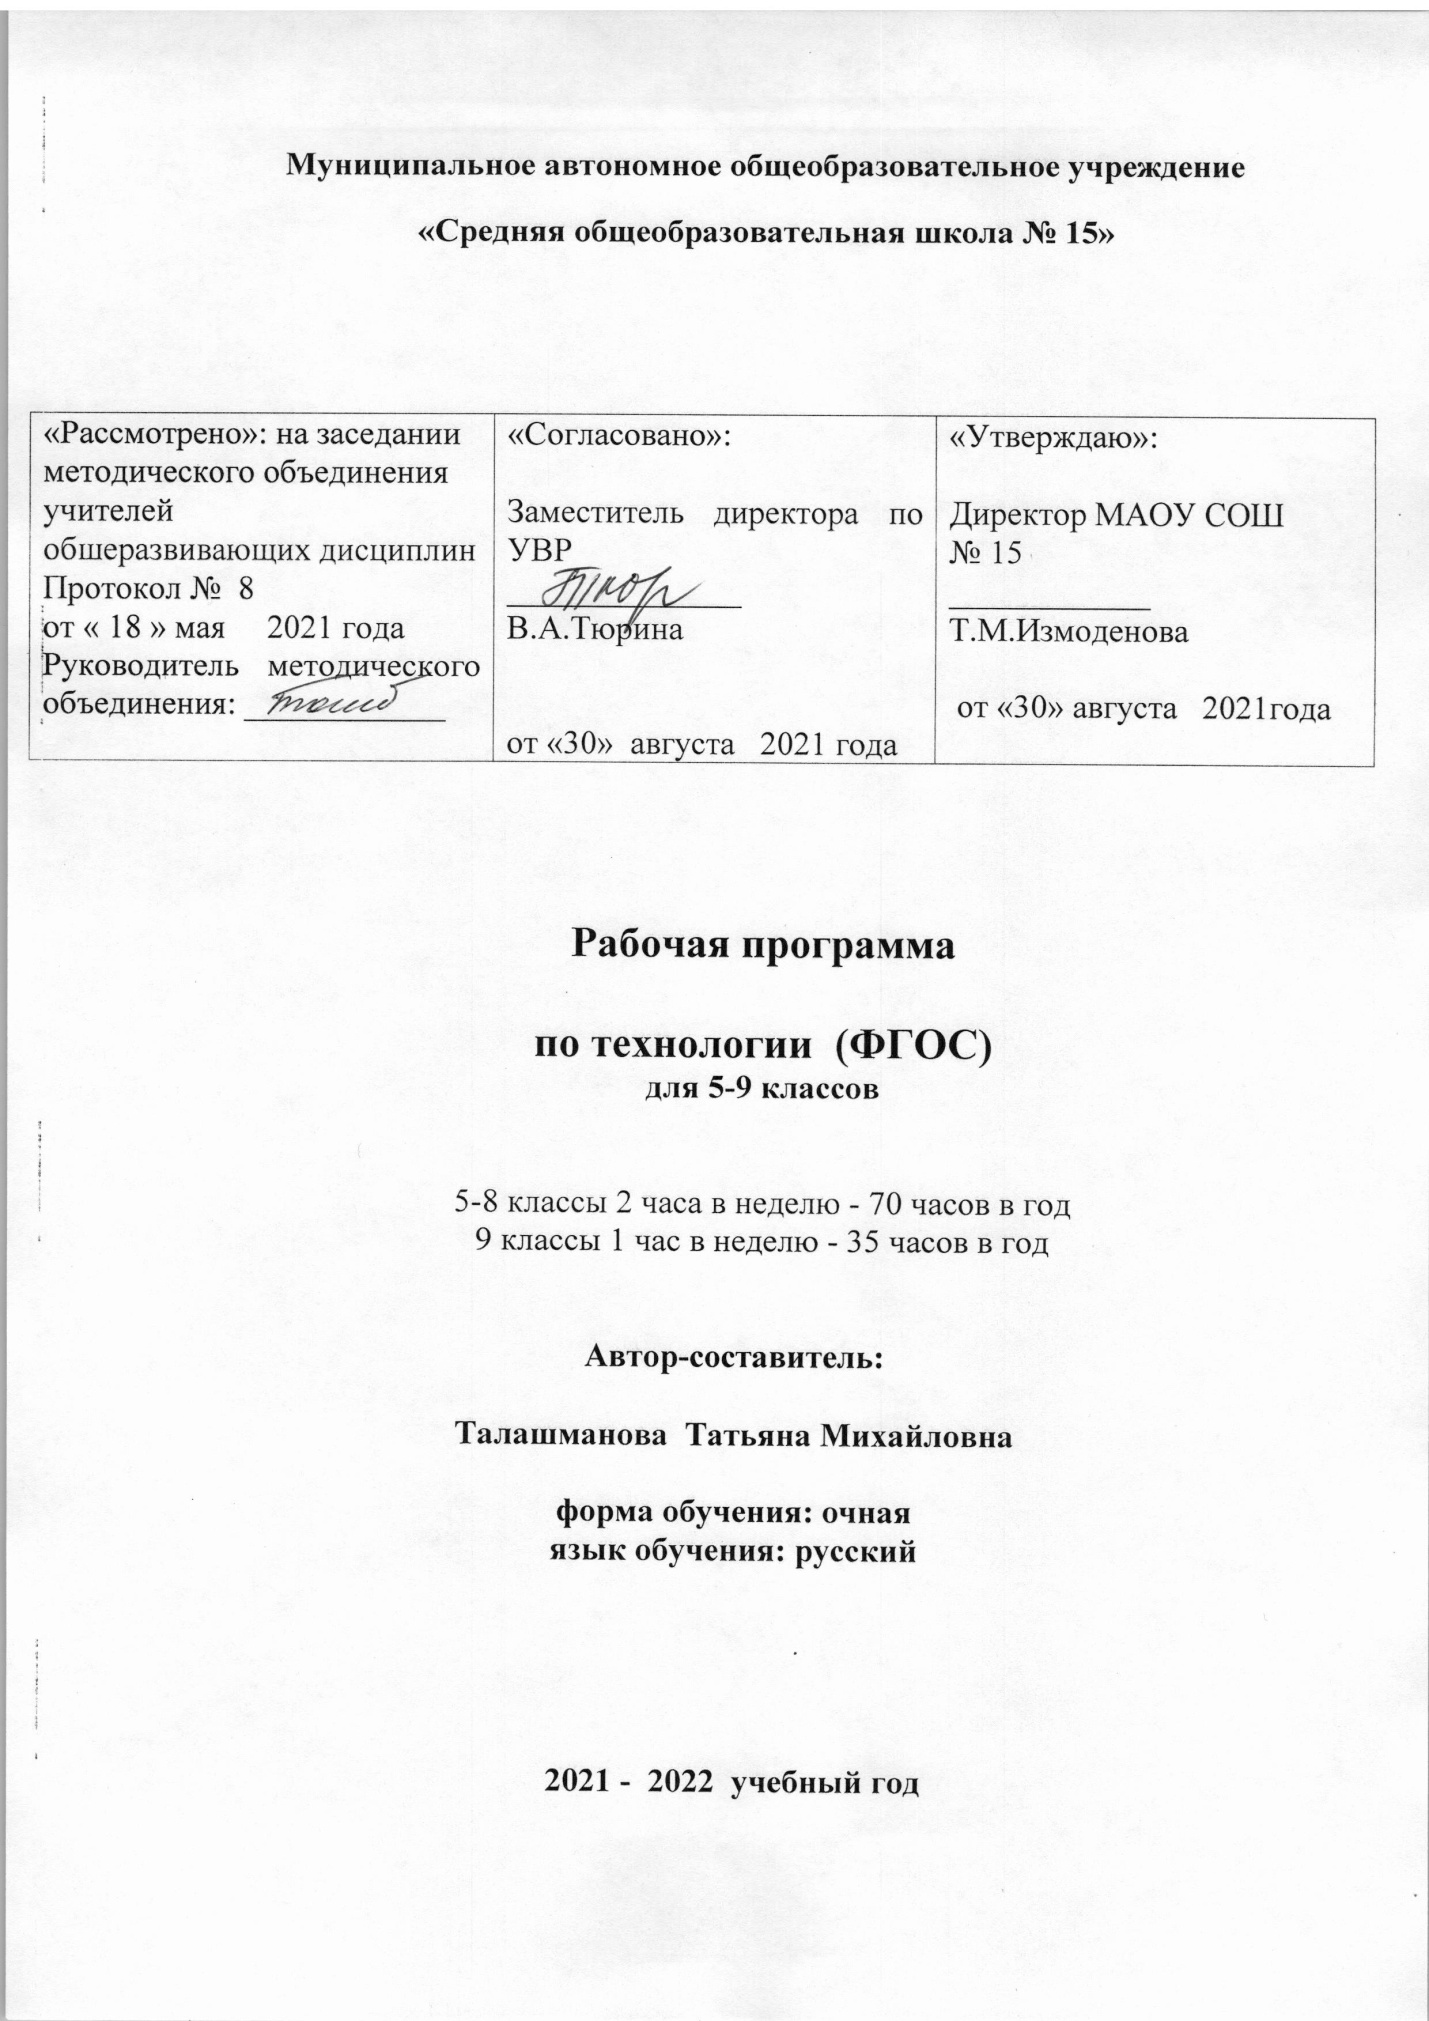 Муниципальное автономное общеобразовательное учреждение
«Средняя общеобразовательная школа № 15»
«Рассмотрено»: на заседании
методического объединения
учителей
обшеразвивающих дисциплин
Протокол № 8
от « 18 » мая 2021 года
Руководитель методического
объединения:
«Согласовано»:
Заместитель директора по
УВР
В.А.Тюрина
от «30» августа 2021 года
«Утверждаю»:
Директор МАОУ СОШ
№ 15
Т.М.Измоденова
от «30» августа 2021года
Рабочая программа
по технологии (ФГОС)
для 5-9 классов
5-8 классы 2 часа в неделю - 70 часов в год
9 классы 1 час в неделю - 35 часов в год
Автор-составитель:
Талашманова Татьяна Михайловна
форма обучения: очная
язык обучения: русский
2021 - 2022 учебный год